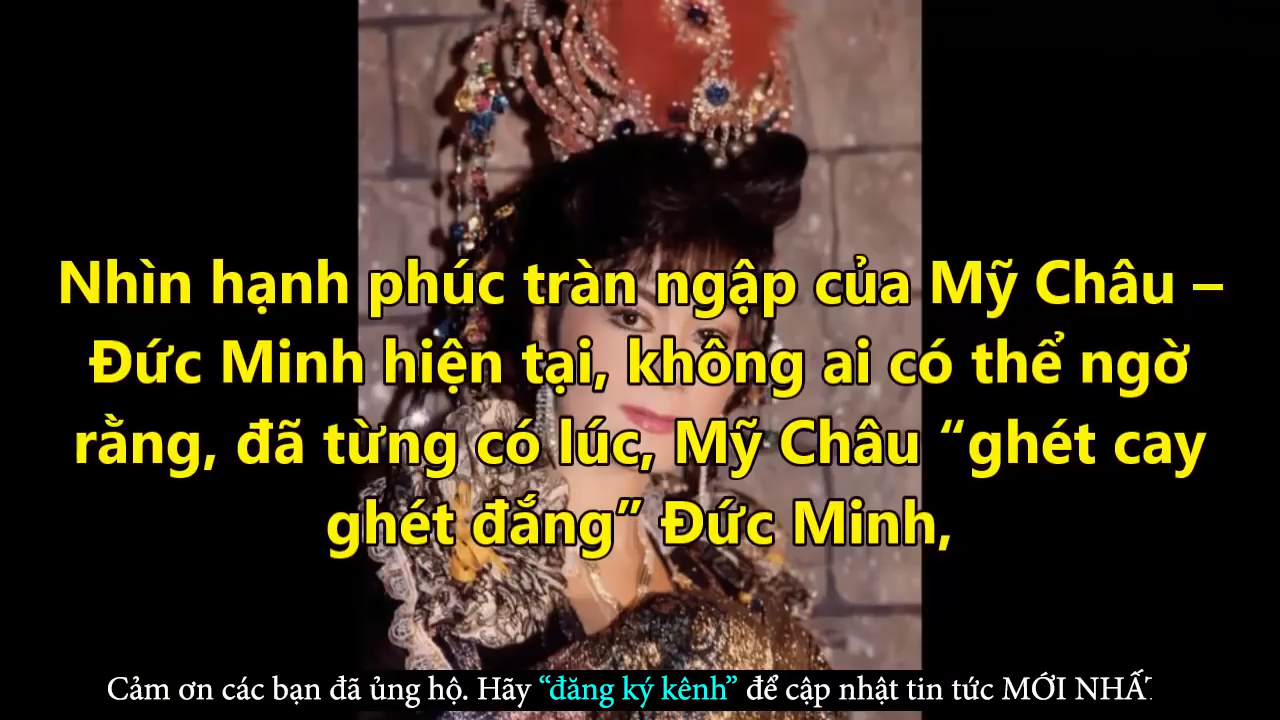 Nhìn hạnh phúc tràn ngập của Mỹ Châu –
Đức Minh hiện tại, không ai có thể ngờ
rằng, đã từng có lúc, Mỹ Châu “ghét cay
ghét đắng” Đức Minh,
Cảm ơn các bạn đã ủng hộ. Hãy “đăng ký kênh” để cập nhật tin tức MỚI NHẤ